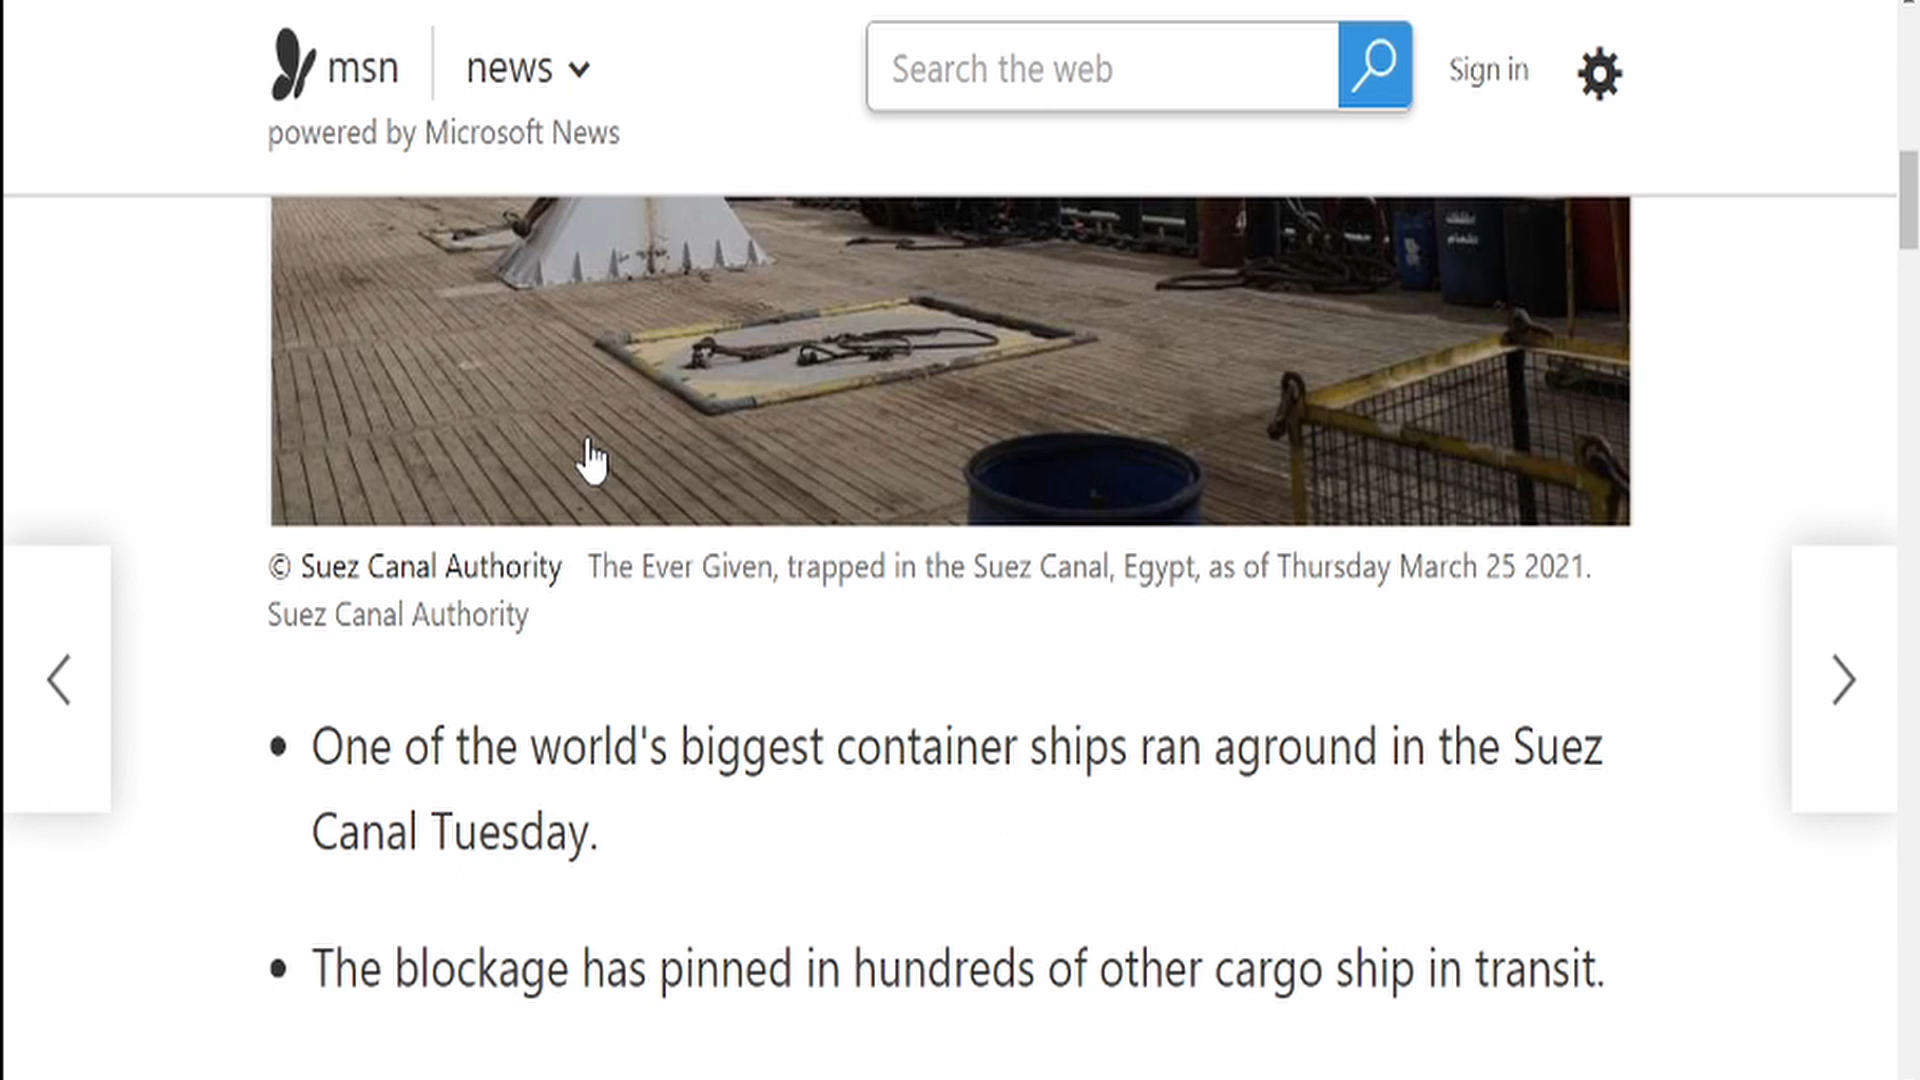 msn news
Search the web
Sign in
powered by Microsoft News
© Suez Canal Authority The Ever Given, trapped in the Suez Canal, Egypt, as of Thursday March 25 2021.
Suez Canal Authority
• One of the world's biggest container ships ran aground in the Suez
Canal Tuesday.
• The blockage has pinned in hundreds of other cargo ship in transit.